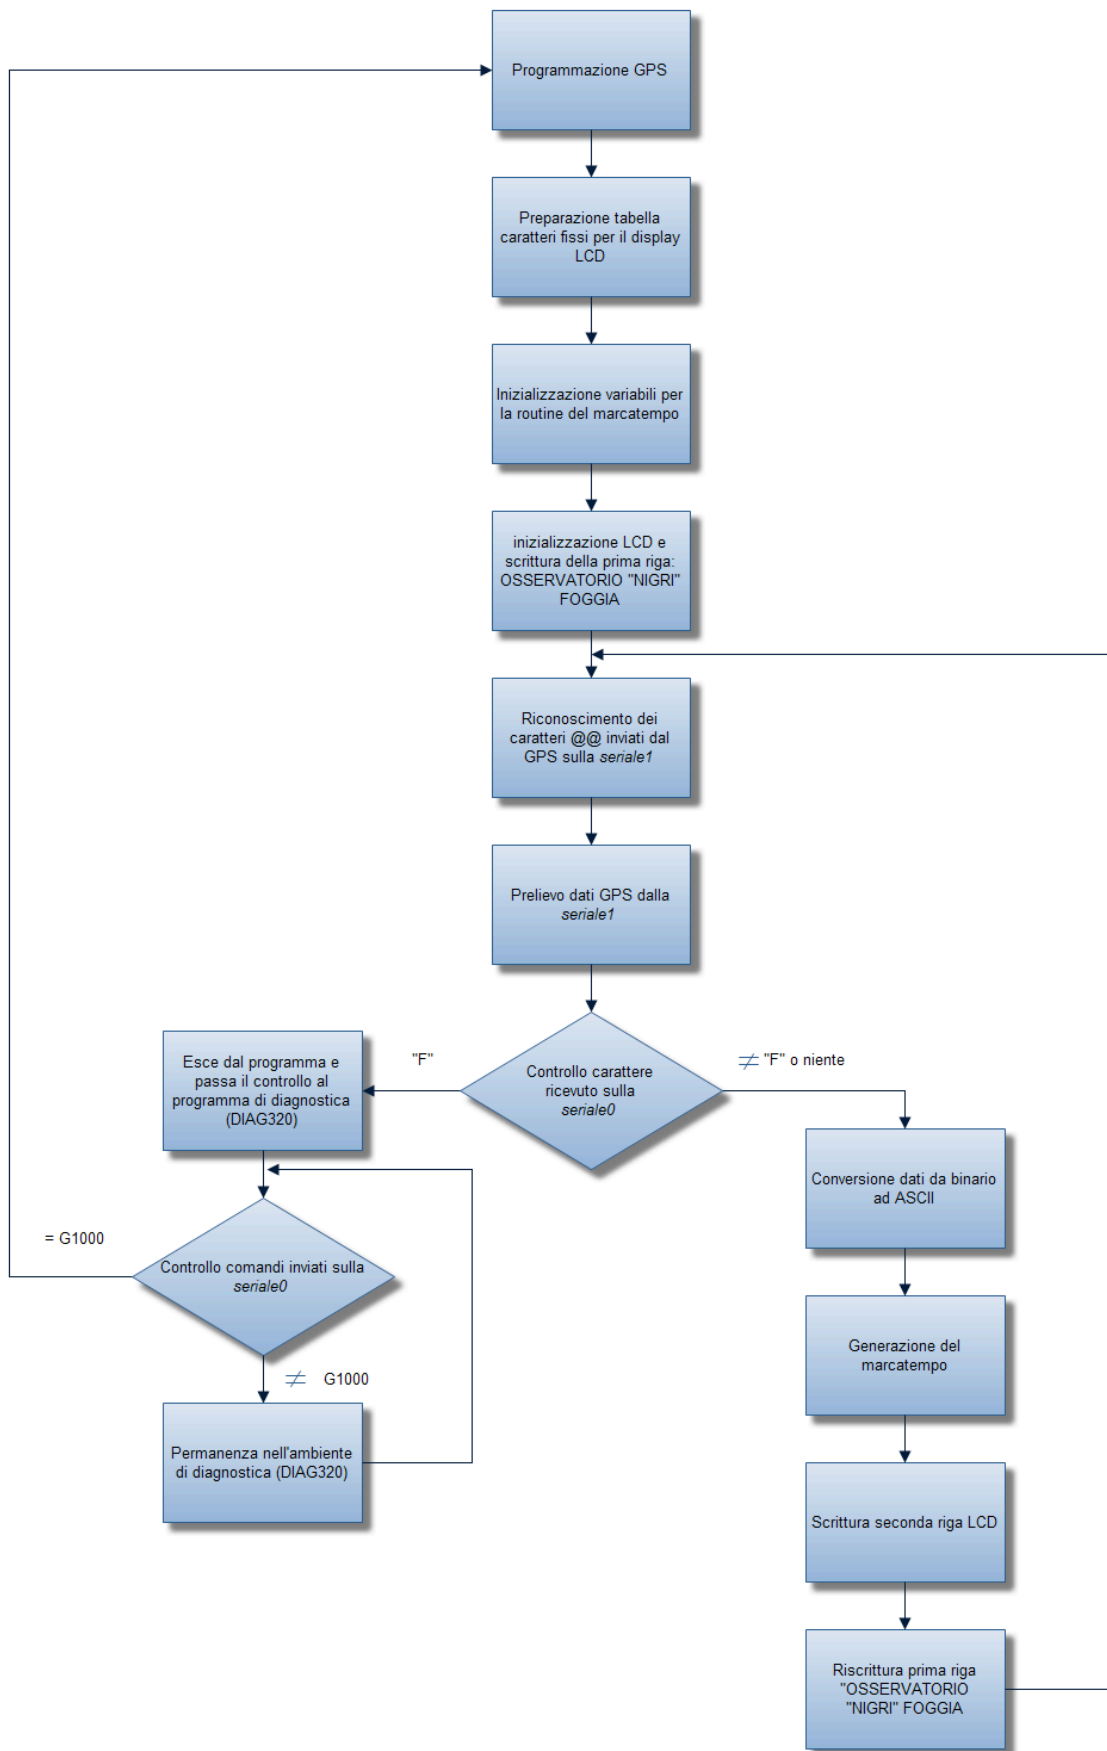 Programmazione GPS
Preparazione tabella
caratteri fissi per il display
LCD
Inizializzazione variabili per
la routine del marcatempo
inizializzazione LCD e
scrittura della prima riga:
OSSERVATORIO "NIGRI"
FOGGIA
Riconoscimento dei
caratteri @@ inviati dal
GPS sulla seriale1
Prelievo dati GPS dalla
seriale1
Controllo carattere
ricevuto sulla
seriale0
"F"
≠ "F" o niente
Esce dal programma e
passa il controllo al
programma di diagnostica
(DIAG320)
Controllo comandi inviati sulla
seriale0
= G1000
≠ G1000
Permanenza nell'ambiente
di diagnostica (DIAG320)
Conversione dati da binario
ad ASCII
Generazione del
marcatempo
Scrittura seconda riga LCD
Riscrittura prima riga
"OSSERVATORIO
"NIGRI" FOGGIA